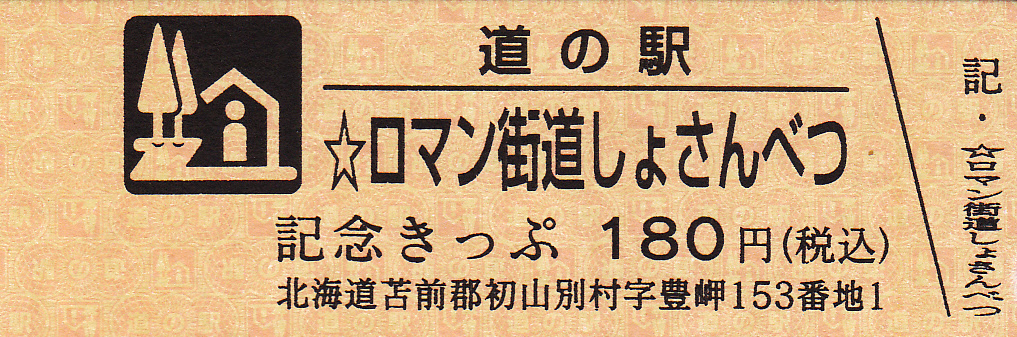 道の駅
☆ロマン街道しょさんべつ
記念きっぷ 180円(税込)
北海道苫前郡初山別村字豊岬153番地1
記・☆ロマン街道しょさんべつ